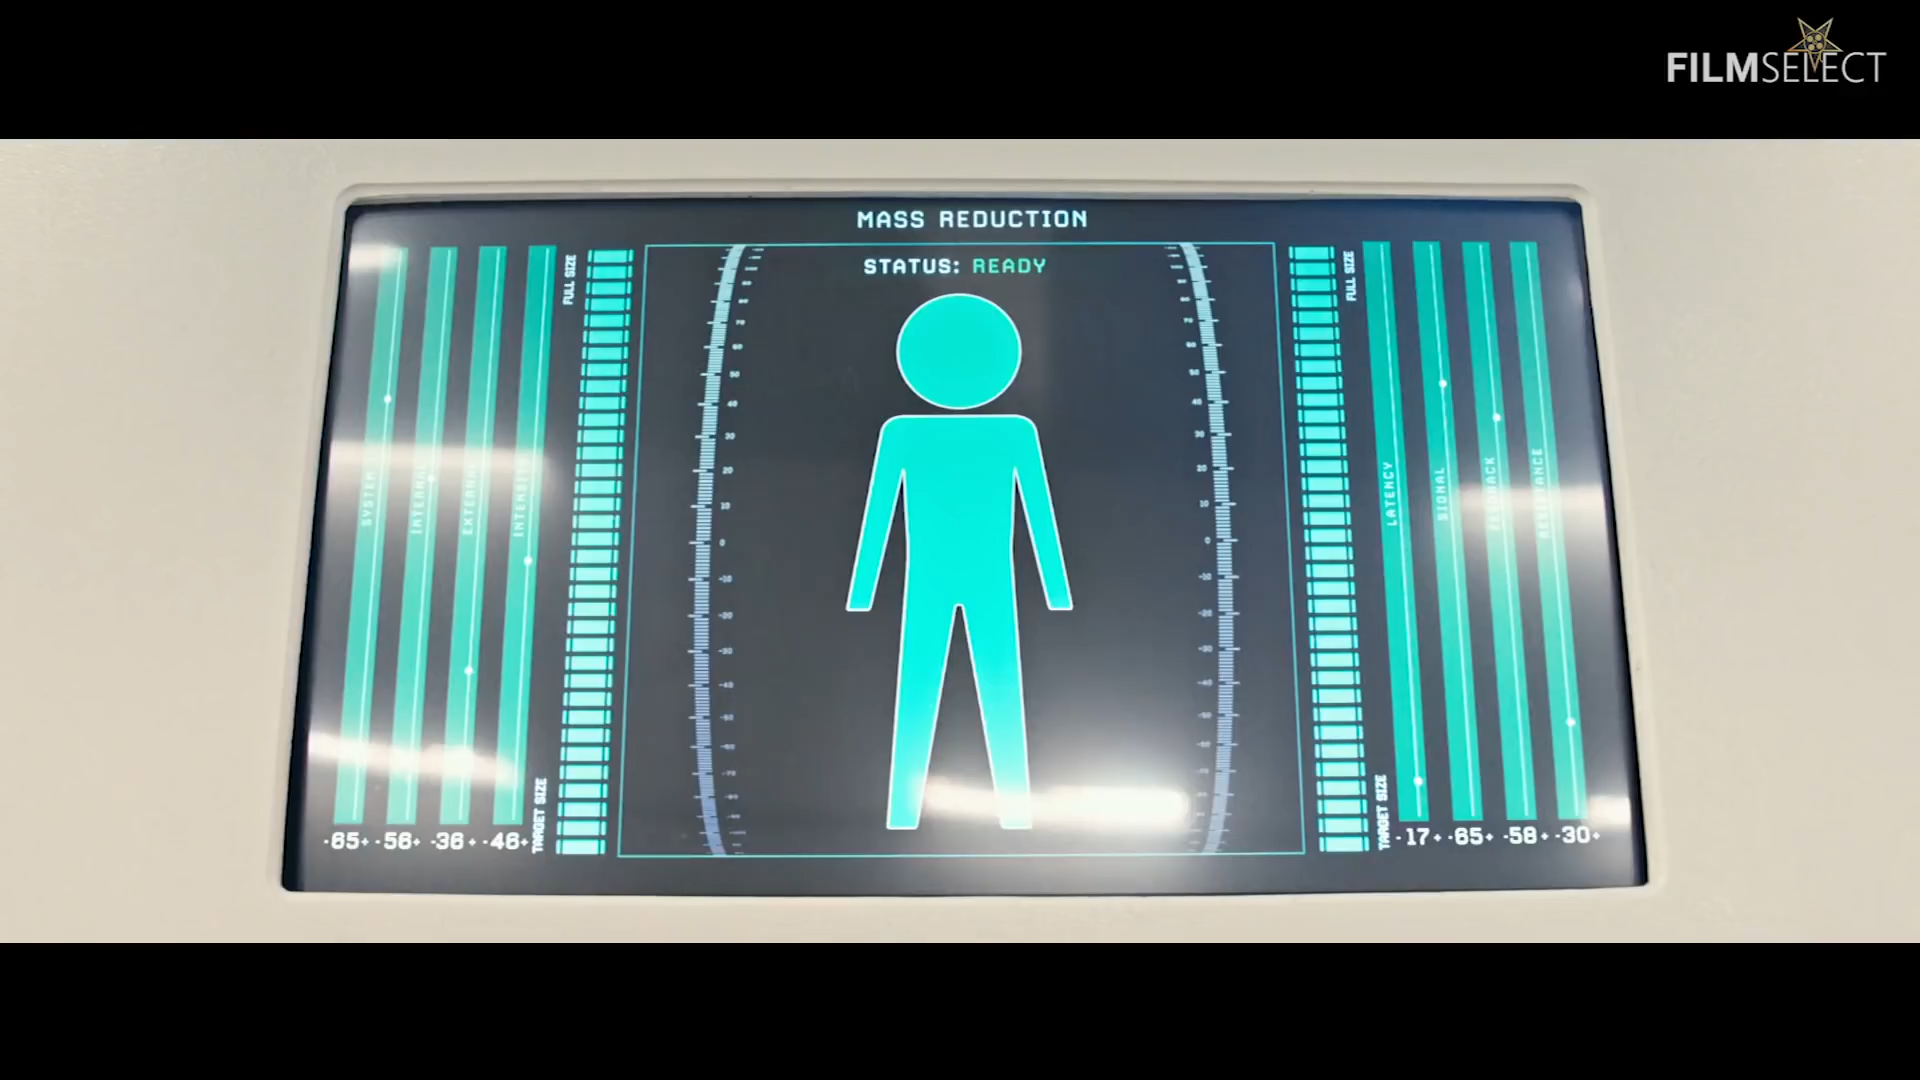 FILMSELECT
MASS REDUCTION
STATUS: READY
FULL SIZE
FULL SIZE
SYSTEM
INTERNAL
EXTERNAL
INTENSITY
LATENCY
SIGNAL
FEEDBACK
RESISTANCE
TARGET SIZE
TARGET SIZE
-65+ -56+ -36+ -46+
-17+ -65+ -58+ -30+